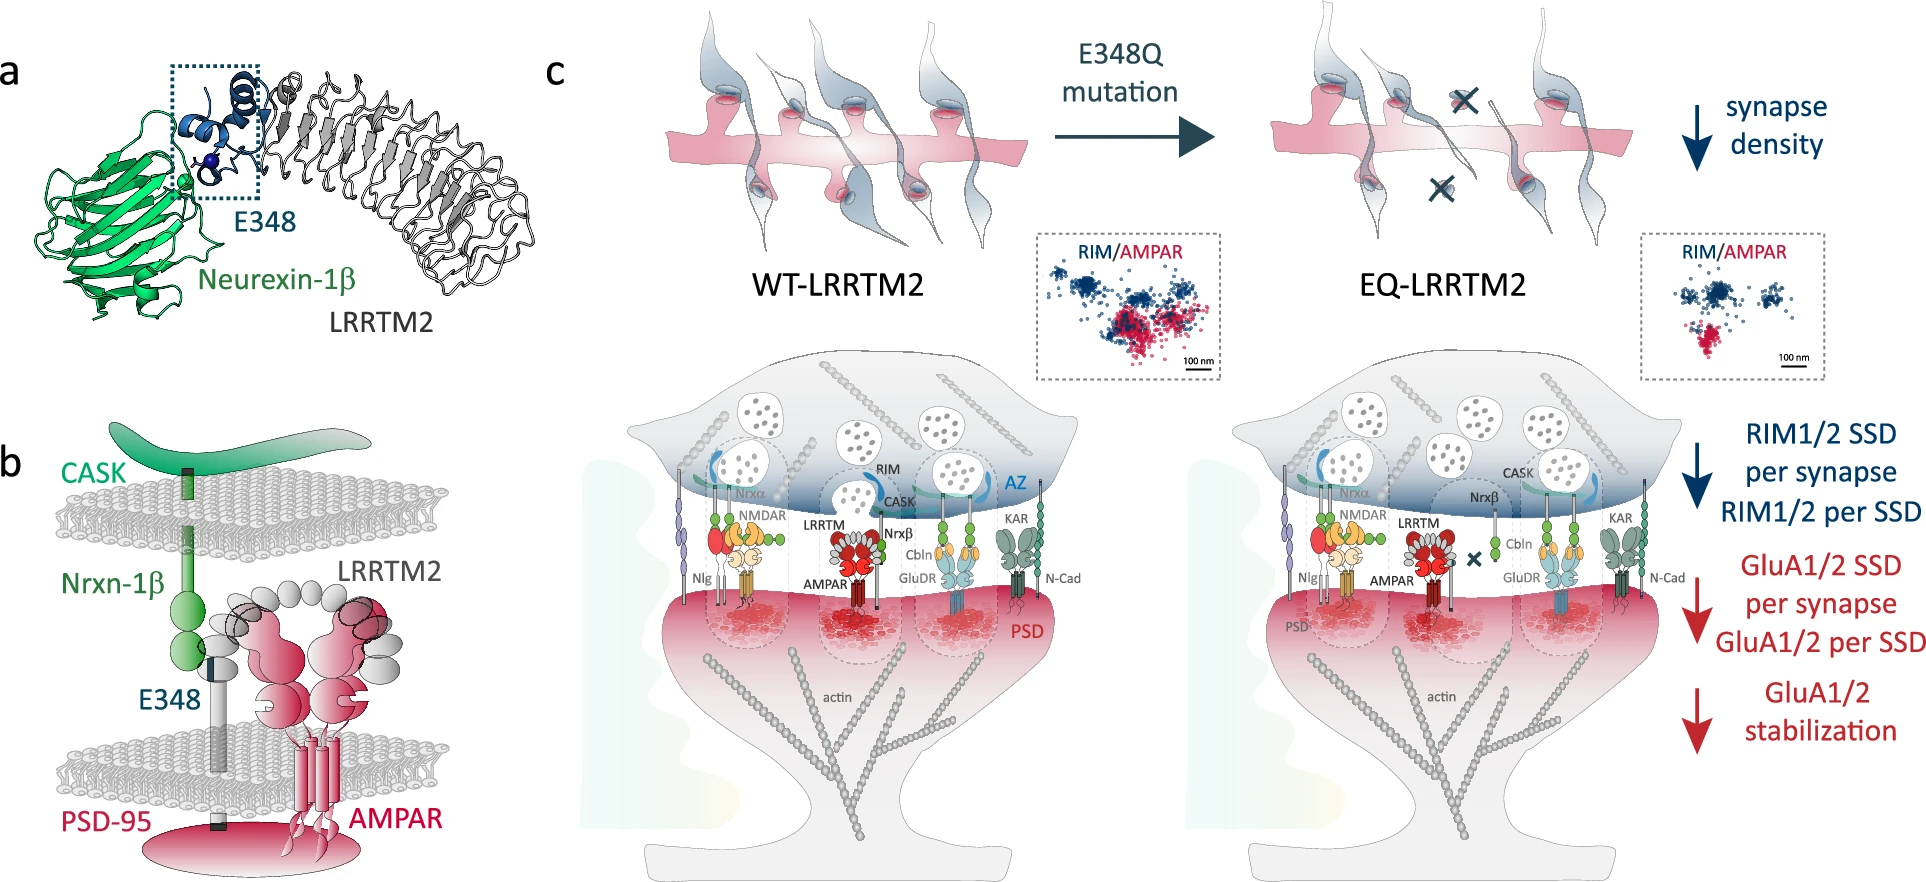 a
E348
Neurexin-1β
LRRTM2
b
CASK
Nrxn-1β
LRRTM2
E348
PSD-95
AMPAR
c
E348Q
mutation
synapse
density
WT-LRRTM2
RIM/AMPAR
100 nm
EQ-LRRTM2
RIM/AMPAR
100 nm
RIM
AZ
Nrxα
CASK
NMDAR
LRRTM
KAR
Nrxβ
Cbln
Nlg
AMPAR
GluDR
N-Cad
PSD
actin
CASK
Nrxα
Nrxβ
NMDAR
LRRTM
KAR
Cbln
Nlg
AMPAR
GluDR
N-Cad
PSD
actin
RIM1/2 SSD
per synapse
RIM1/2 per SSD
GluA1/2 SSD
per synapse
GluA1/2 per SSD
GluA1/2
stabilization